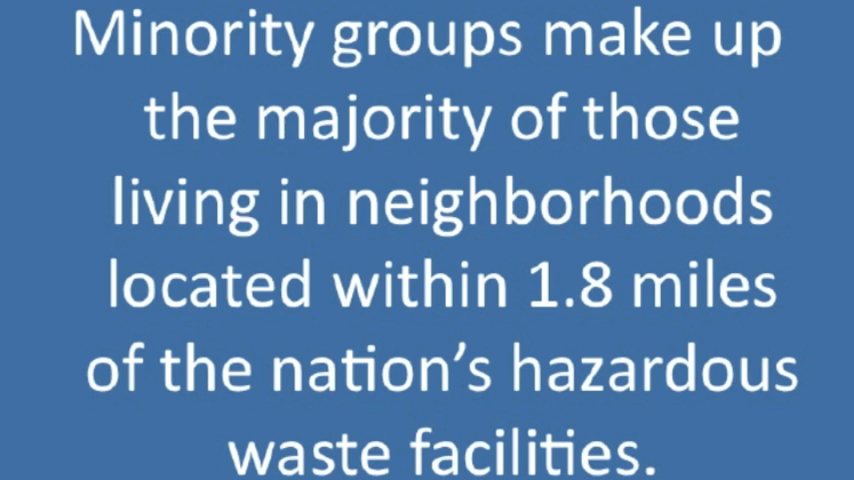 Minority groups make up
the majority of those
living in neighborhoods
located within 1.8 miles
of the nation’s hazardous
waste facilities.